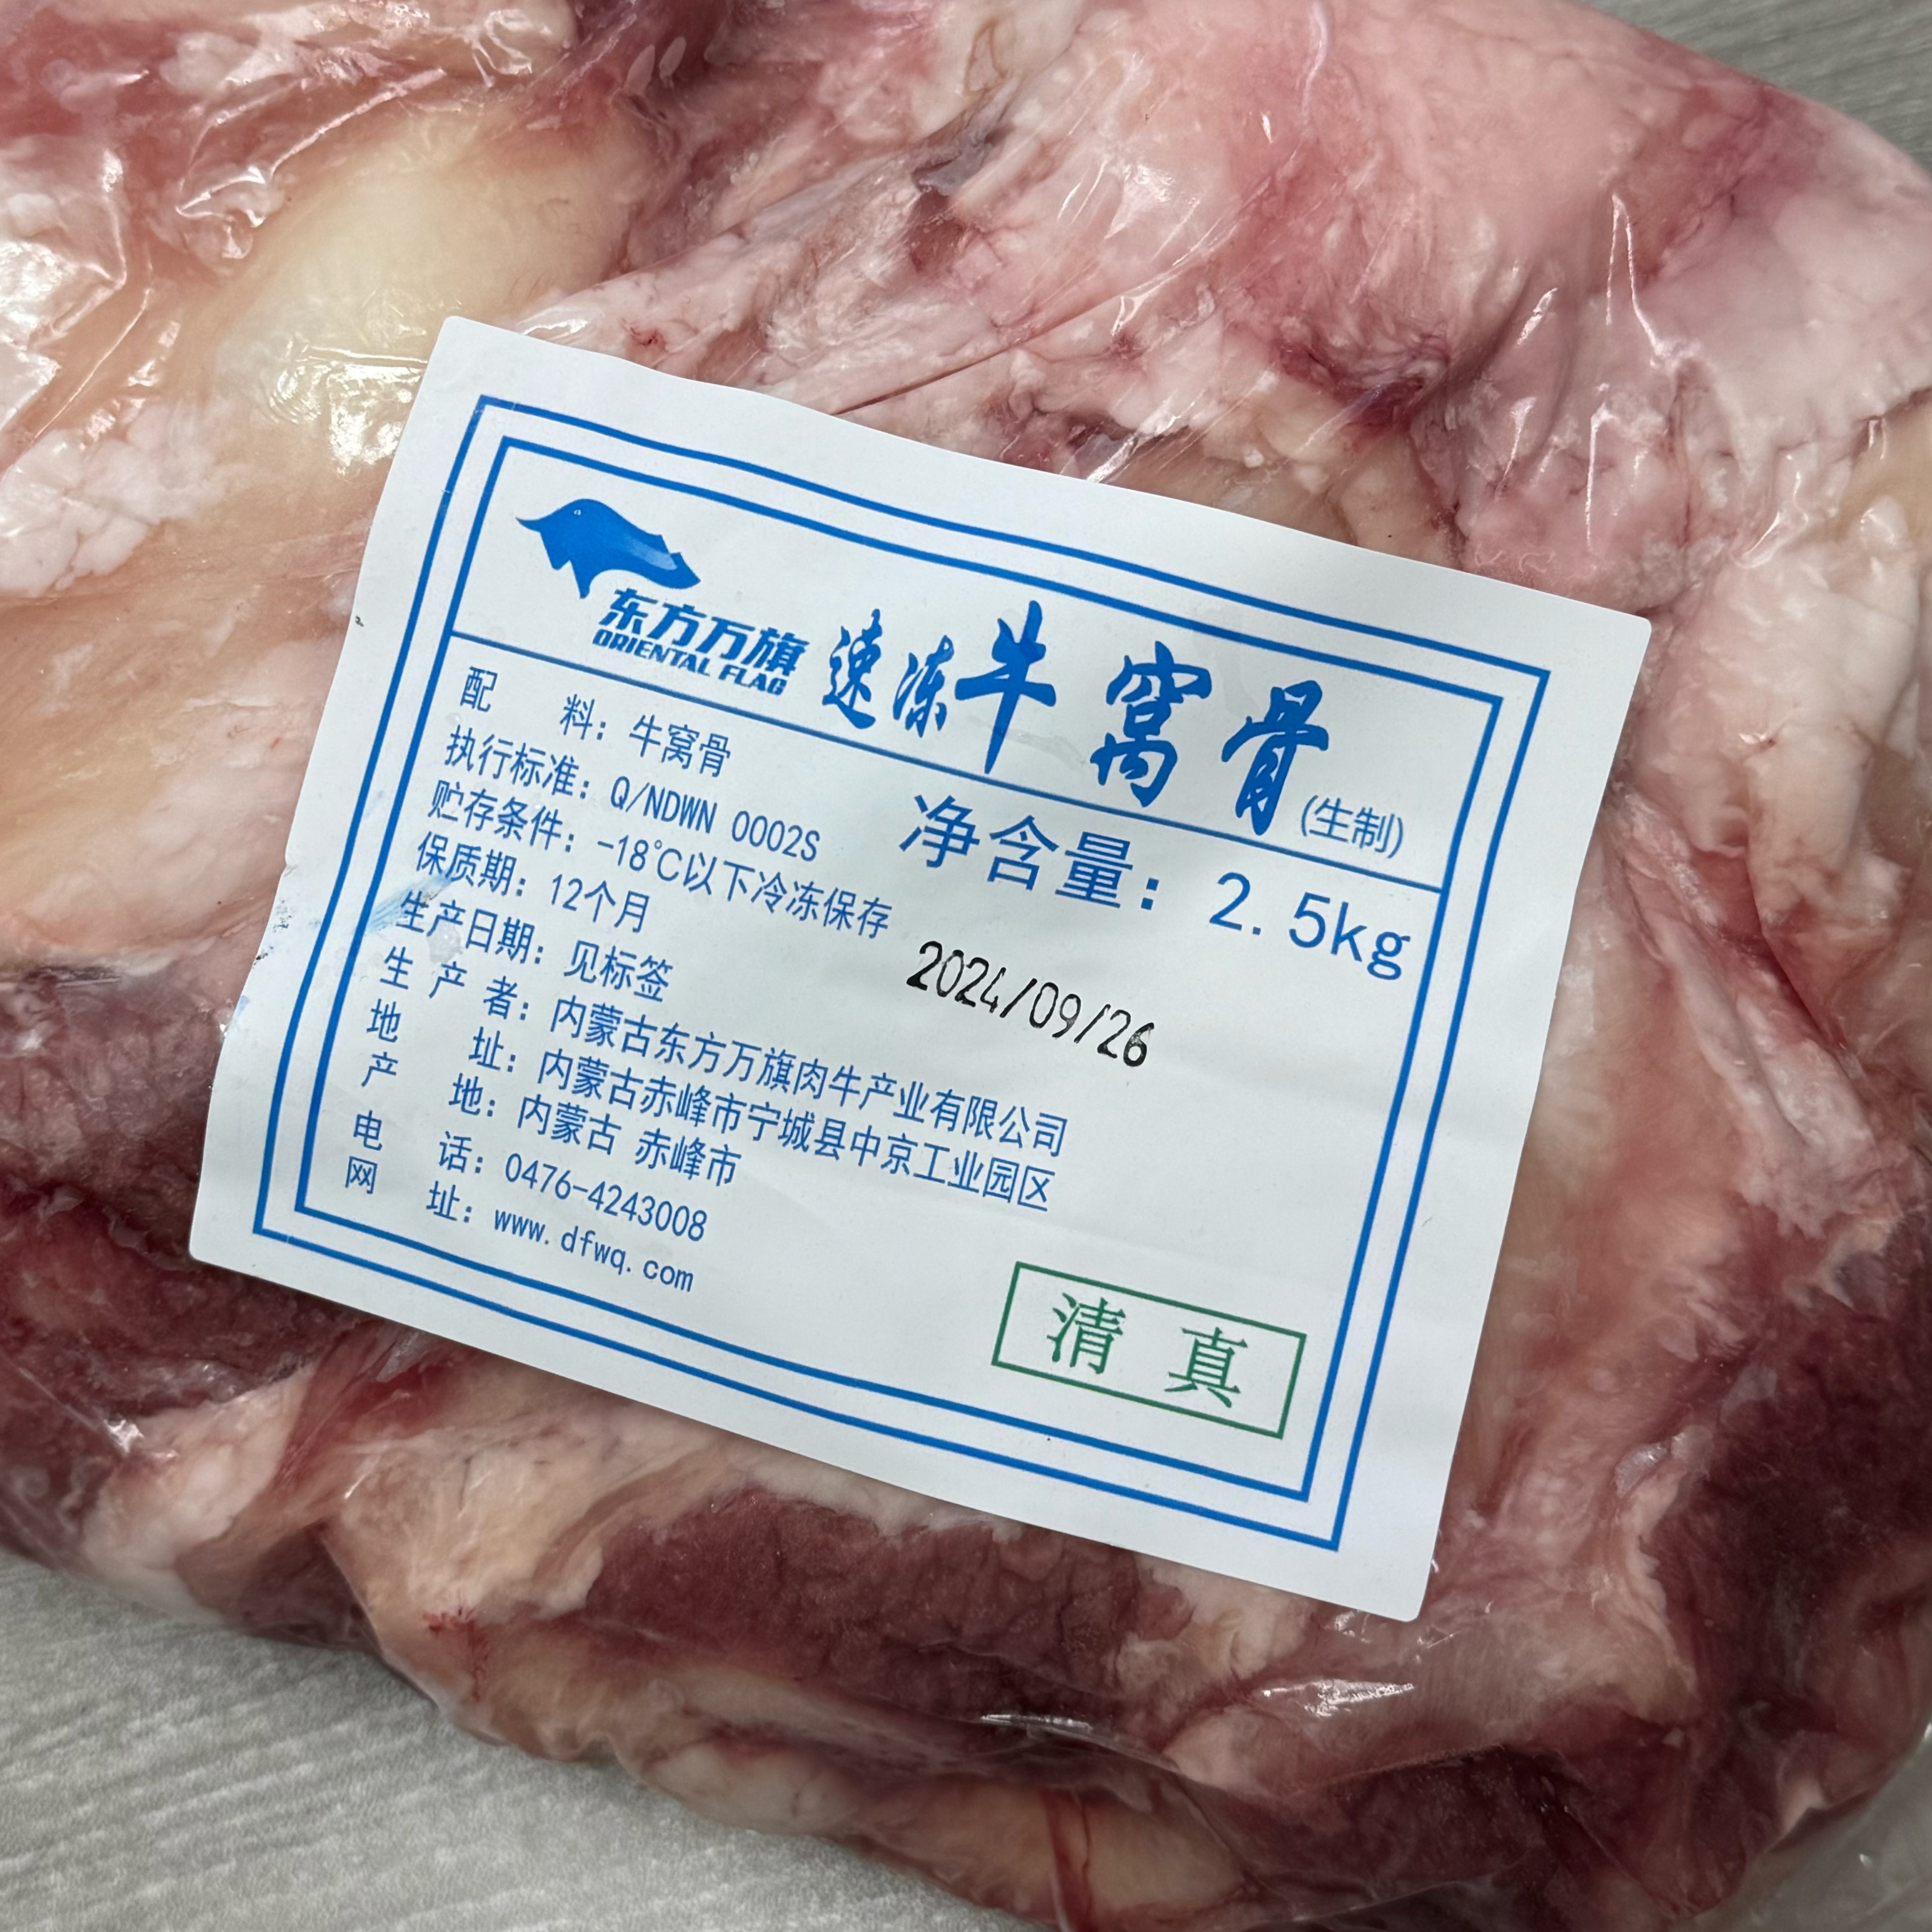 东方万旗
ORIENTAL FLAG
速冻牛窝骨(生制)
配料：牛窝骨
执行标准：Q/NDWN 0002S
净含量：2.5kg
贮存条件：-18℃以下冷冻保存
保质期：12个月
生产日期：见标签
2024/09/26
生产者：内蒙古东方万旗肉牛产业有限公司
地址：内蒙古赤峰市宁城县中京工业园区
产地：内蒙古 赤峰市
电话：0476-4243008
网址：www.dfwq.com
清真